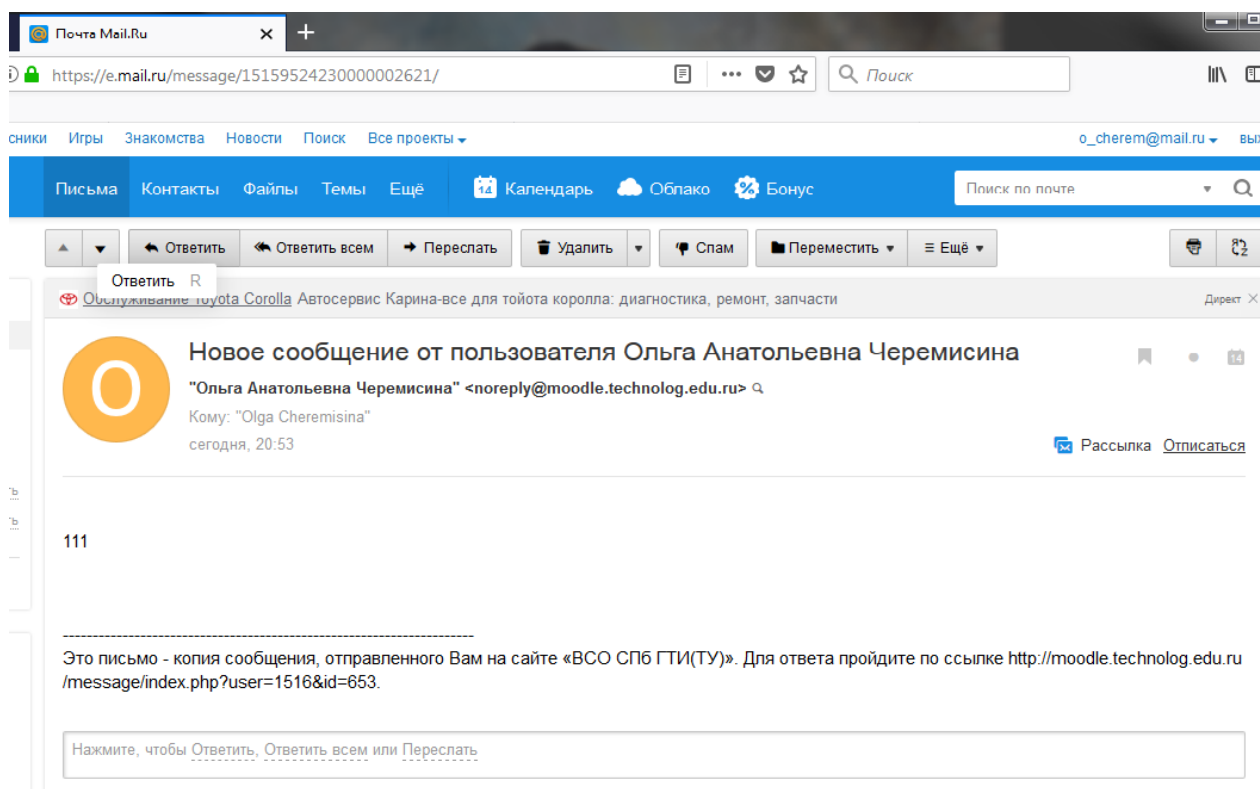 Почта Mail.Ru
https://e.mail.ru/message/15159524230000002621/
Поиск
сники Игры Знакомства Новости Поиск Все проекты o_cherem@mail.ru вых
Письма Контакты Файлы Темы Ещё 14 Календарь Облако % Бонус Поиск по почте
Ответить Ответить всем Переслать Удалить Спам Переместить Ещё
Ответить R
Обслуживание Toyota Corolla Автосервис Карина-все для тойота королла: диагностика, ремонт, запчасти Директ
О Новое сообщение от пользователя Ольга Анатольевна Черемисина 14
"Ольга Анатольевна Черемисина" <noreply@moodle.technolog.edu.ru>
Кому: "Olga Cheremisina"
сегодня, 20:53 Рассылка Отписаться
ть
ть
111
----------------------------------------------------------------------
Это письмо - копия сообщения, отправленного Вам на сайте «ВСО СПб ГТИ(ТУ)». Для ответа пройдите по ссылке http://moodle.technolog.edu.ru
/message/index.php?user=1516&id=653.
Нажмите, чтобы Ответить, Ответить всем или Переслать